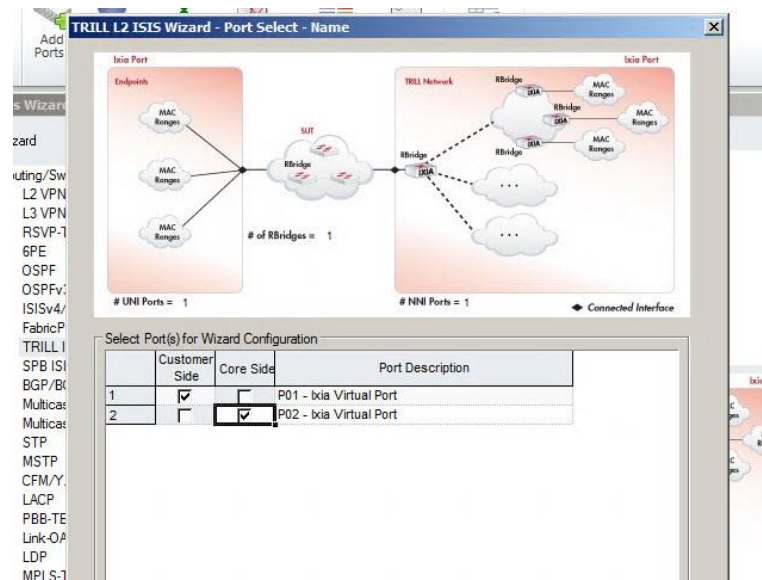 Add
Ports
TRILL L2 ISIS Wizard - Port Select - Name
Ixia Port
Ixia Port
Endpoints
TRILL Network
RBridge
IXIA
MAC
Ranges
MAC
Ranges
RBridge
IXIA
MAC
Ranges
SUT
RBridge
MAC
Ranges
RBridge
IXIA
MAC
Ranges
RBridge
IXIA
...
MAC
Ranges
# of RBridges = 1
...
# UNI Ports = 1
# NNI Ports = 1
Connected Interface
Select Port(s) for Wizard Configuration
Customer Side
Core Side
Port Description
1
P01 - Ixia Virtual Port
2
P02 - Ixia Virtual Port
s Wizard
zard
uting/Sw
L2 VPN
L3 VPN
RSVP-T
6PE
OSPF
OSPFv3
ISISv4/
FabricP
TRILL I
SPB ISI
BGP/BG
Multicas
Multicas
STP
MSTP
CFM/Y.
LACP
PBB-TE
Link-OA
LDP
MPLS-T